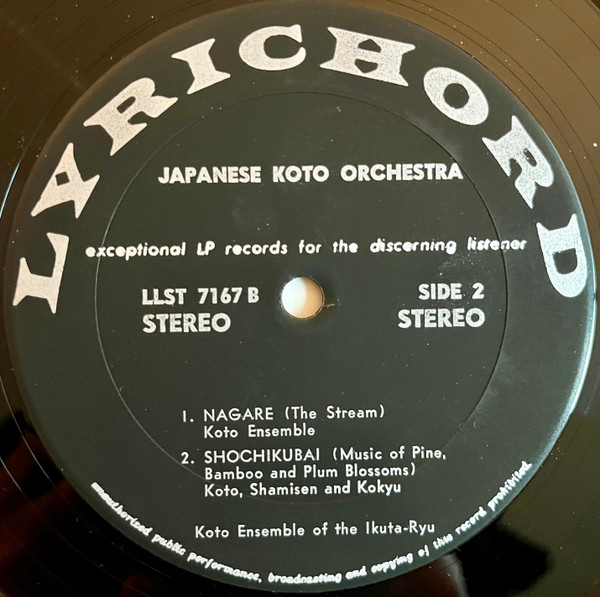 LYRICHORD
JAPANESE KOTO ORCHESTRA
exceptional LP records for the discerning listener
LLST 7167 B
STEREO
SIDE 2
STEREO
1. NAGARE (The Stream)
Koto Ensemble
2. SHOCHIKUBAI (Music of Pine,
Bamboo and Plum Blossoms)
Koto, Shamisen and Kokyu
Koto Ensemble of the Ikuta-Ryu
unauthorized public performance, broadcasting and copying of this record prohibited.